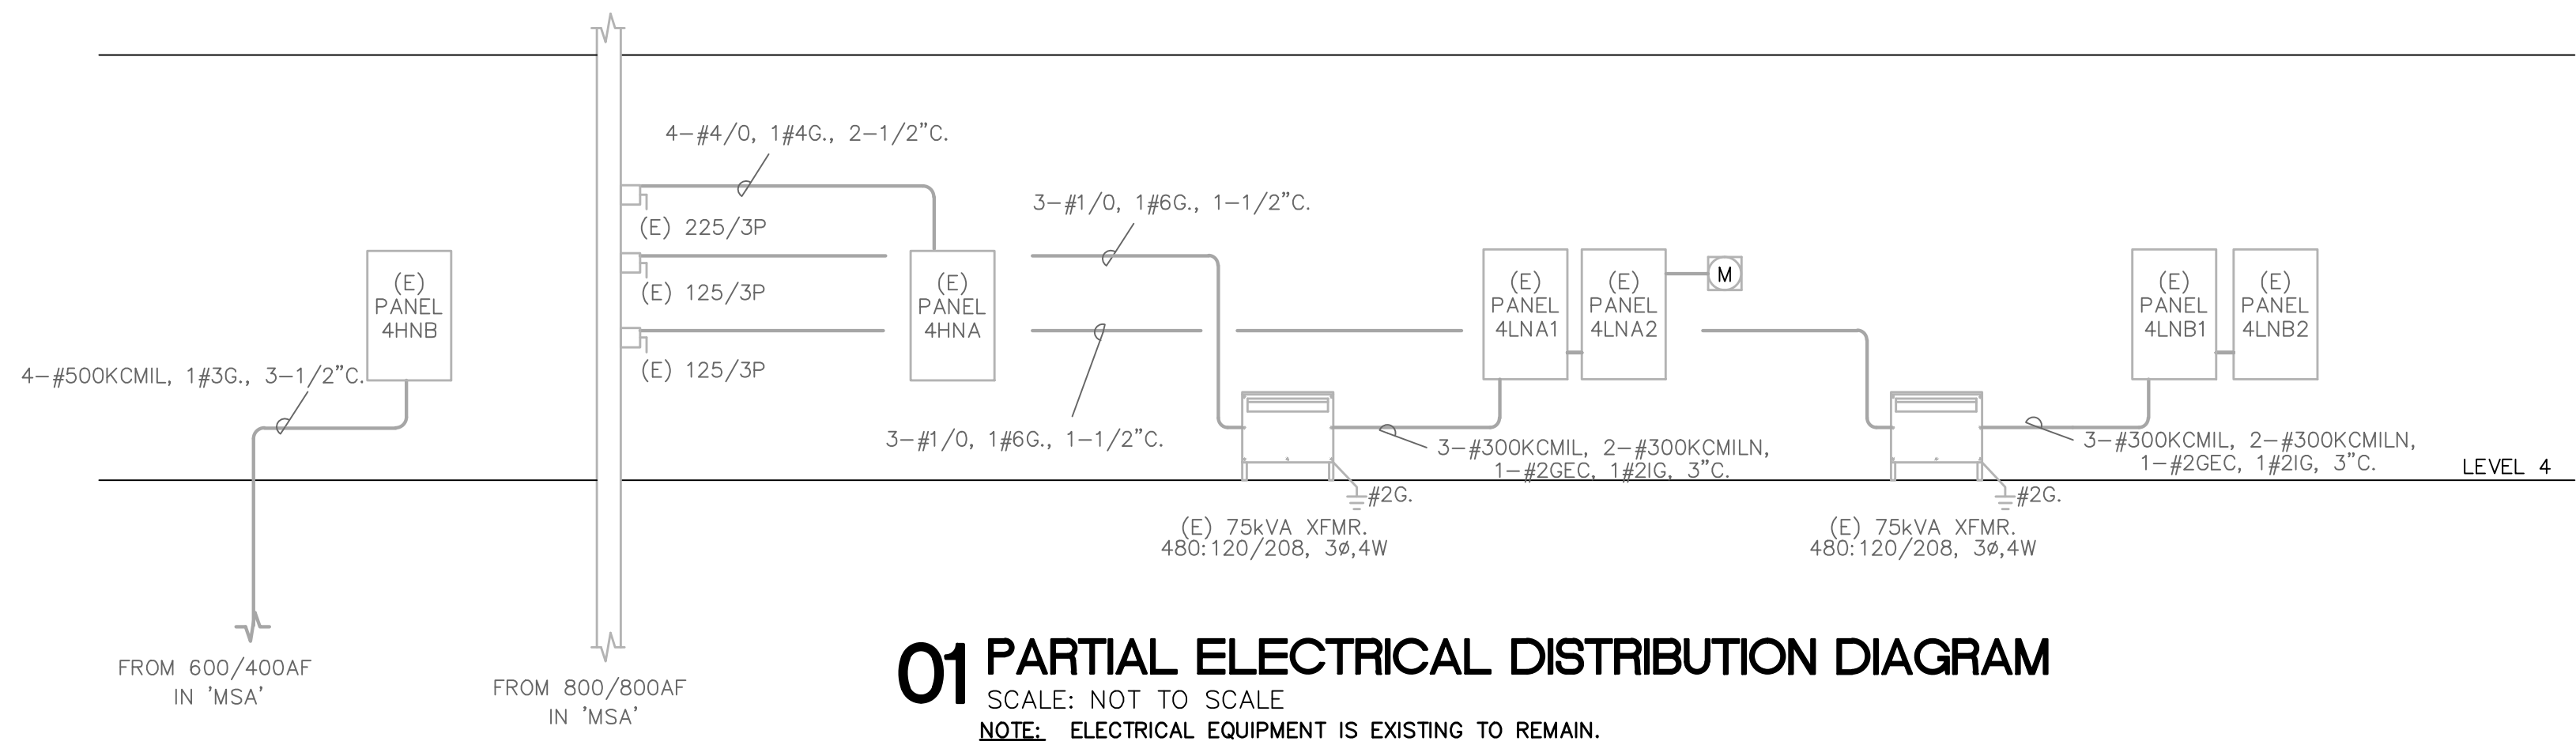 4-#4/0, 1#4G., 2-1/2"C.
3-#1/0, 1#6G., 1-1/2"C.
(E) 225/3P
(E) 125/3P
(E) 125/3P
(E)
PANEL
4HNB
(E)
PANEL
4HNA
(E)
PANEL
4LNA1
(E)
PANEL
4LNA2
M
(E)
PANEL
4LNB1
(E)
PANEL
4LNB2
4-#500KCMIL, 1#3G., 3-1/2"C.
3-#1/0, 1#6G., 1-1/2"C.
3-#300KCMIL, 2-#300KCMILN,
1-#2GEC, 1#2IG, 3"C.
3-#300KCMIL, 2-#300KCMILN,
1-#2GEC, 1#2IG, 3"C.
LEVEL 4
#2G.
#2G.
(E) 75kVA XFMR.
480:120/208, 3ø,4W
(E) 75kVA XFMR.
480:120/208, 3ø,4W
FROM 600/400AF
IN 'MSA'
FROM 800/800AF
IN 'MSA'
01 PARTIAL ELECTRICAL DISTRIBUTION DIAGRAM
SCALE: NOT TO SCALE
NOTE: ELECTRICAL EQUIPMENT IS EXISTING TO REMAIN.